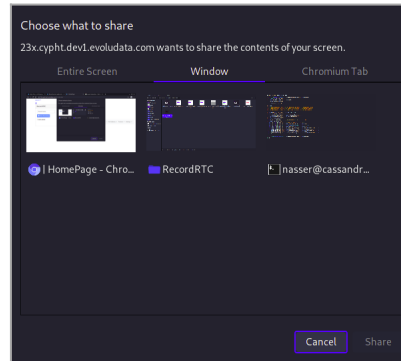 Choose what to share
23x.cypht.dev1.evoludata.com wants to share the contents of your screen.
Entire Screen Window Chromium Tab
| HomePage - Chro... RecordRTC nasser@cassandr...
Cancel Share